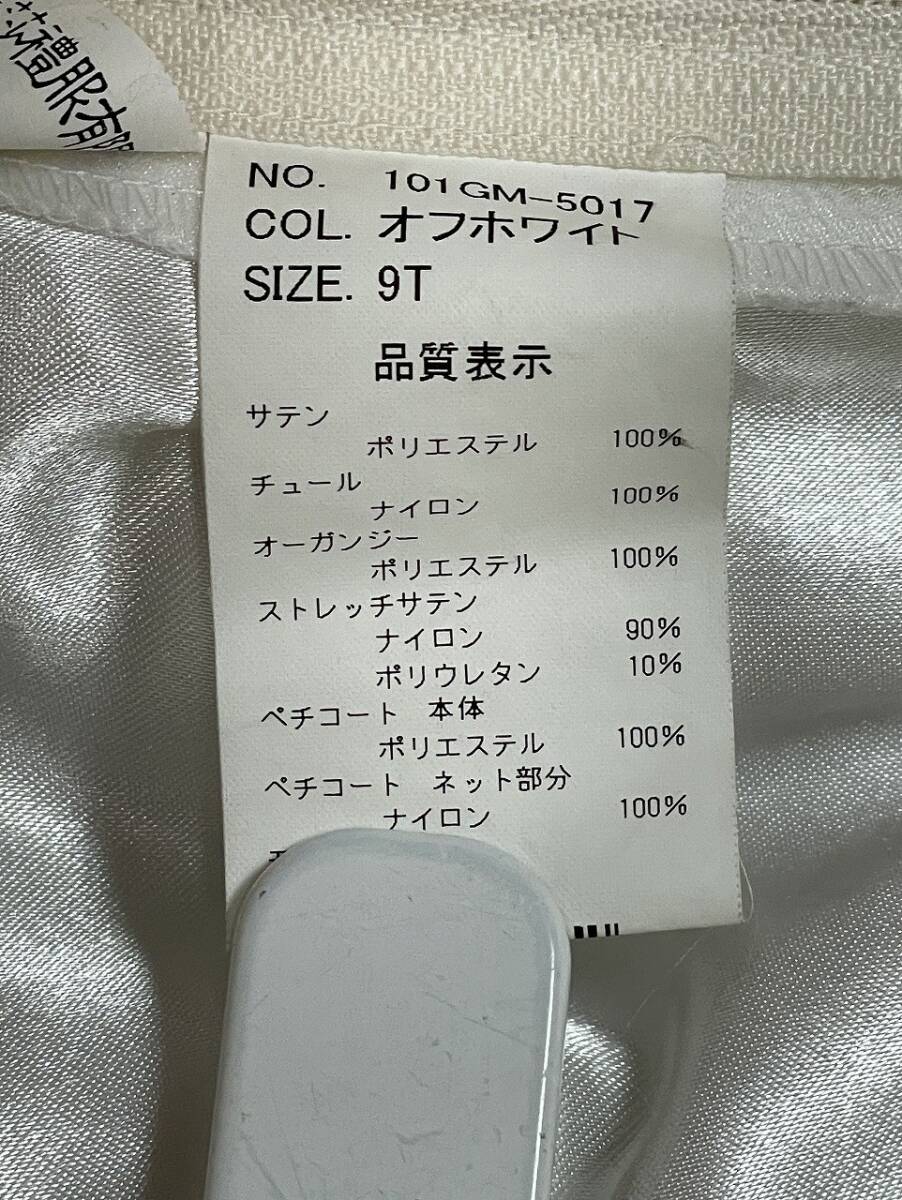 禮服有限
NO. 101GM-5017
COL. オフホワイト
SIZE. 9T
品質表示
サテン
ポリエステル 100%
チュール
ナイロン 100%
オーガンジー
ポリエステル 100%
ストレッチサテン
ナイロン 90%
ポリウレタン 10%
ペチコート 本体
ポリエステル 100%
ペチコート ネット部分
ナイロン 100%